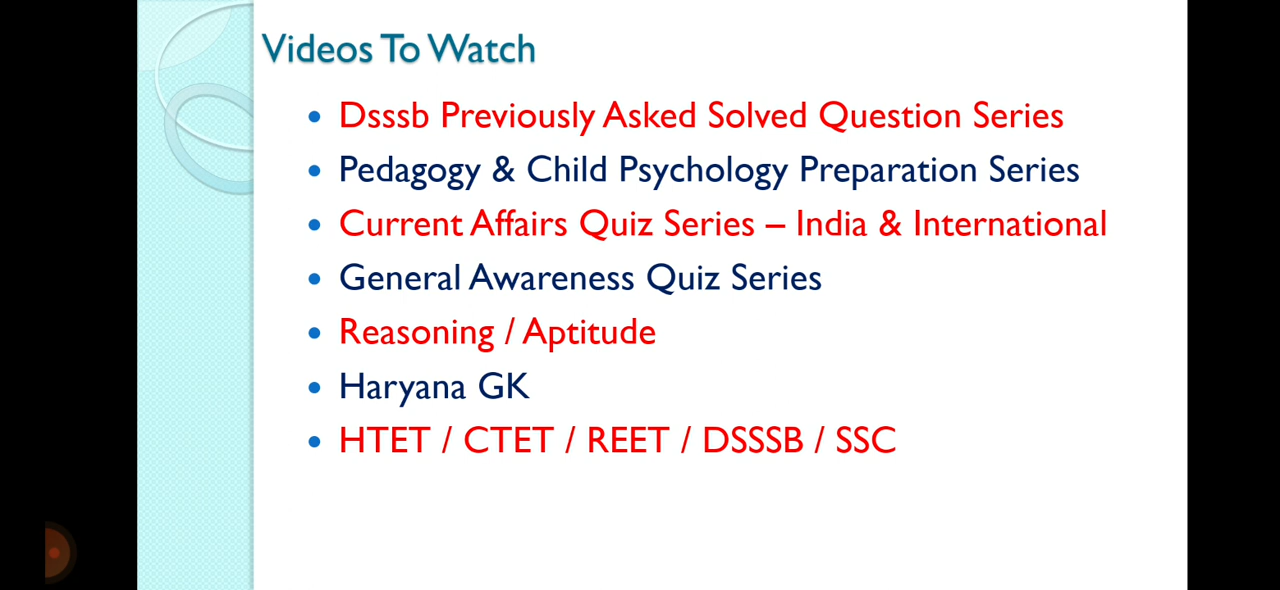 Videos To Watch
Dsssb Previously Asked Solved Question Series
Pedagogy & Child Psychology Preparation Series
Current Affairs Quiz Series – India & International
General Awareness Quiz Series
Reasoning / Aptitude
Haryana GK
HTET / CTET / REET / DSSSB / SSC